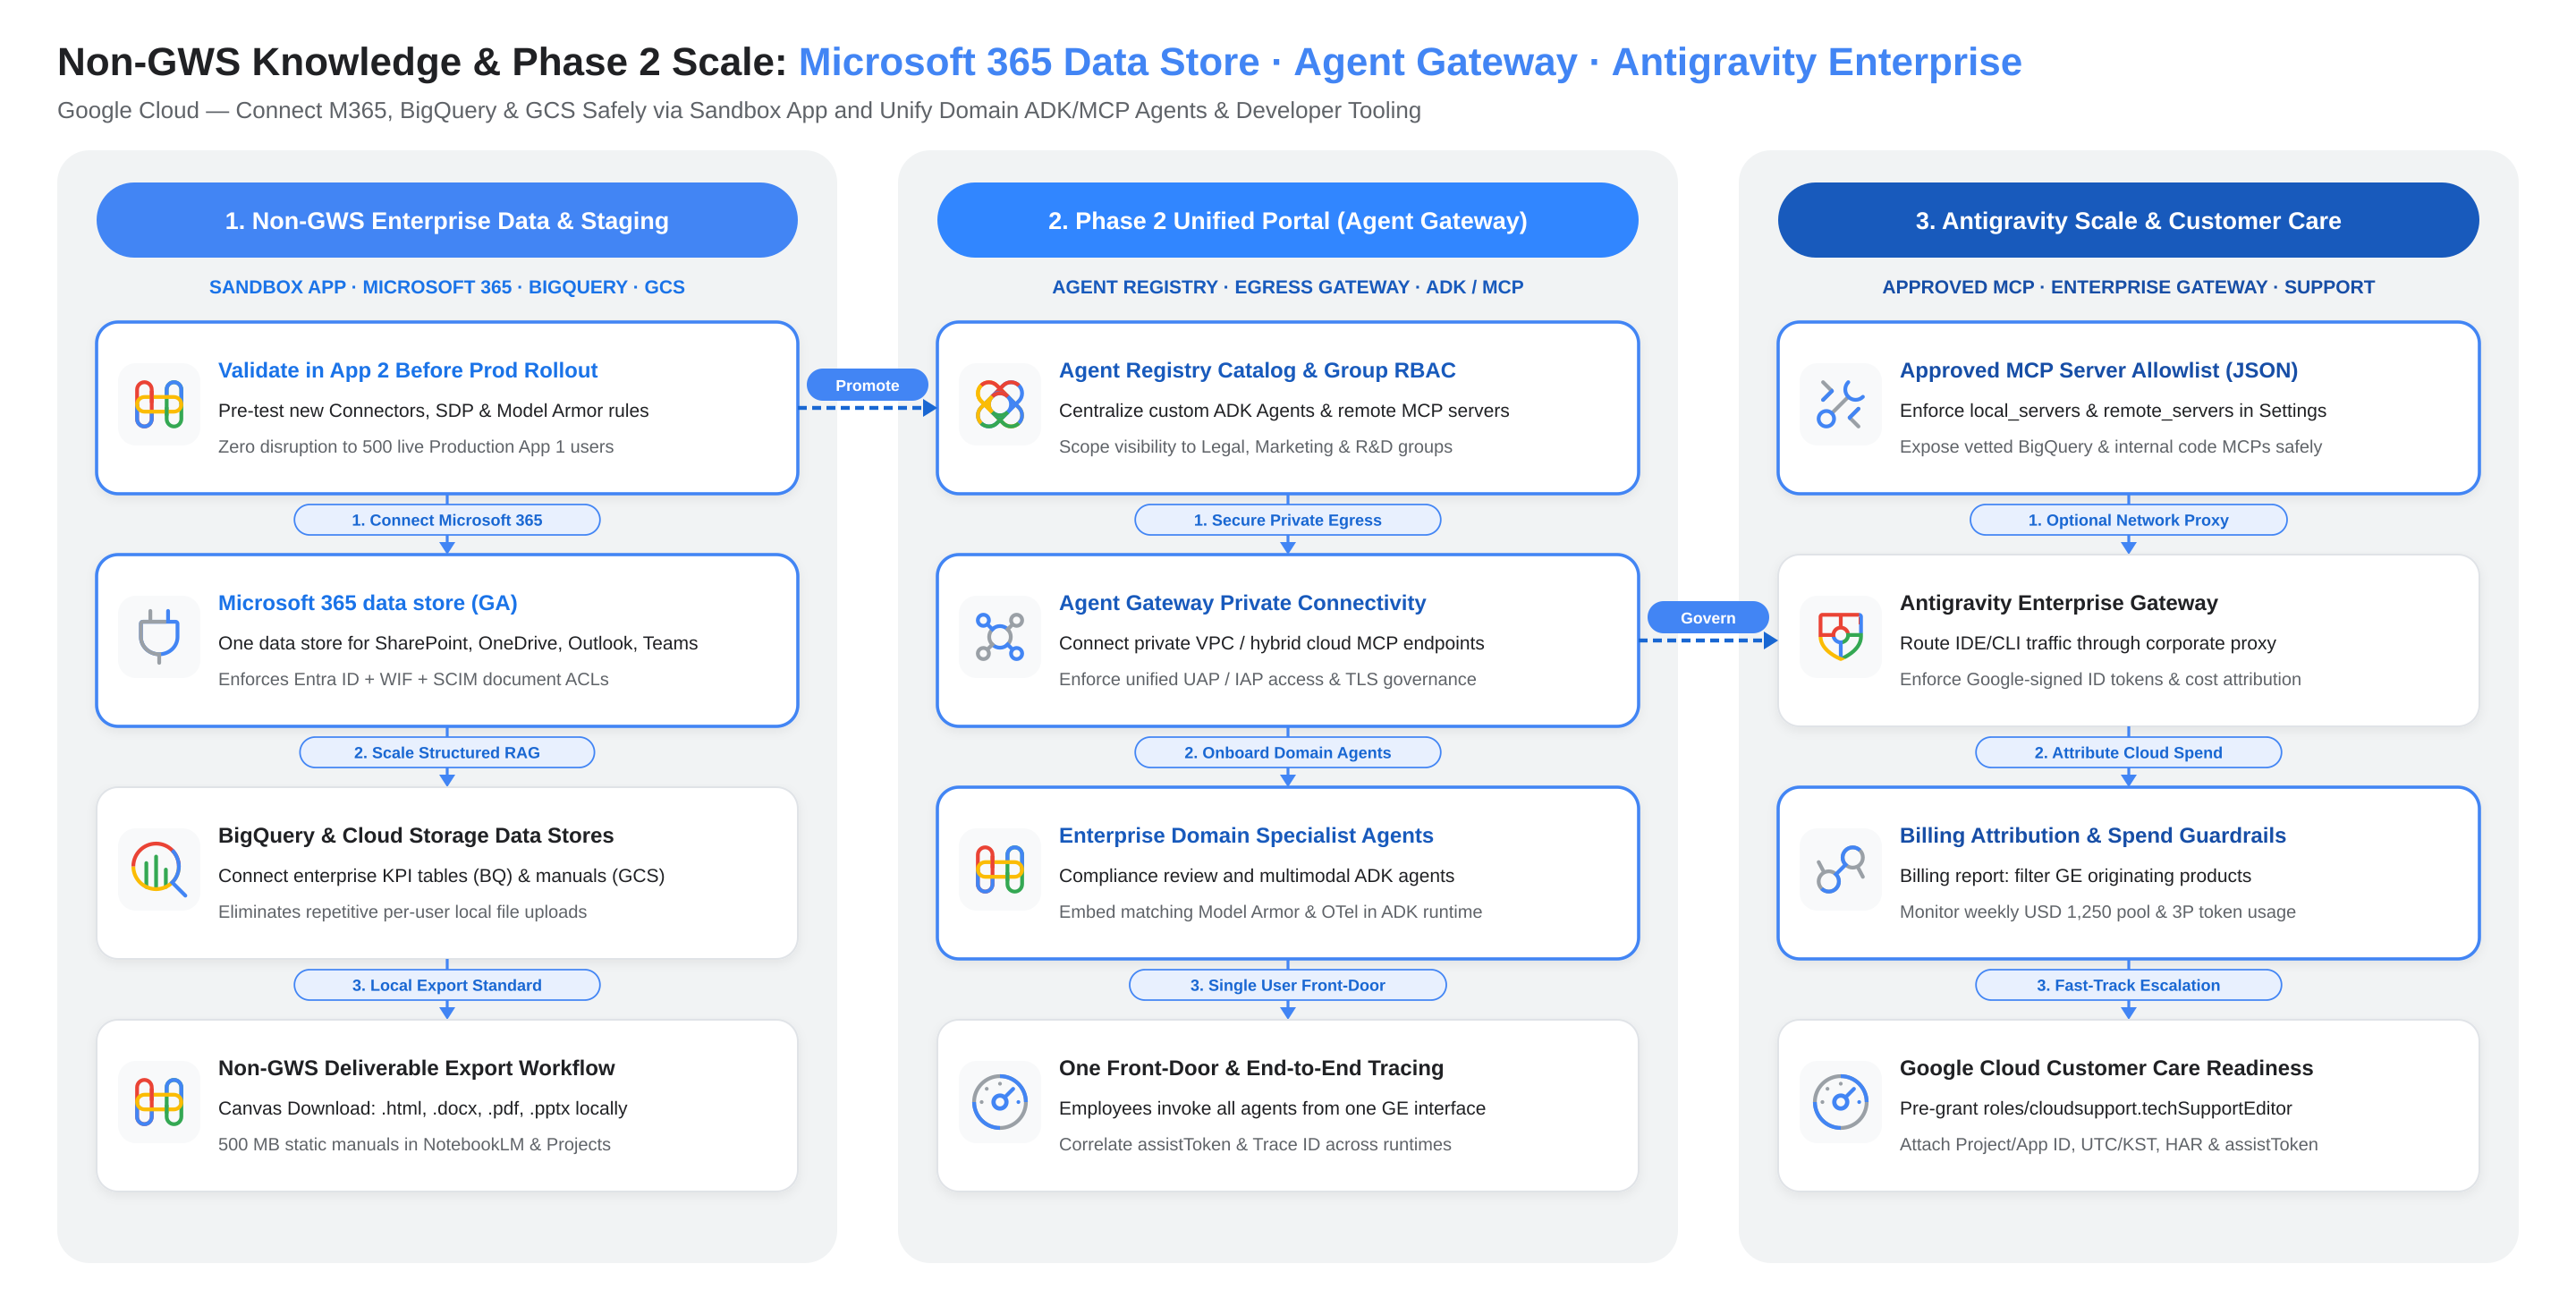 Non-GWS Knowledge & Phase 2 Scale: Microsoft 365 Data Store · Agent Gateway · Antigravity Enterprise
Google Cloud — Connect M365, BigQuery & GCS Safely via Sandbox App and Unify Domain ADK/MCP Agents & Developer Tooling
1. Non-GWS Enterprise Data & Staging
SANDBOX APP · MICROSOFT 365 · BIGQUERY · GCS
Validate in App 2 Before Prod Rollout
Pre-test new Connectors, SDP & Model Armor rules
Zero disruption to 500 live Production App 1 users
1. Connect Microsoft 365
Microsoft 365 data store (GA)
One data store for SharePoint, OneDrive, Outlook, Teams
Enforces Entra ID + WIF + SCIM document ACLs
2. Scale Structured RAG
BigQuery & Cloud Storage Data Stores
Connect enterprise KPI tables (BQ) & manuals (GCS)
Eliminates repetitive per-user local file uploads
3. Local Export Standard
Non-GWS Deliverable Export Workflow
Canvas Download: .html, .docx, .pdf, .pptx locally
500 MB static manuals in NotebookLM & Projects
Promote
2. Phase 2 Unified Portal (Agent Gateway)
AGENT REGISTRY · EGRESS GATEWAY · ADK / MCP
Agent Registry Catalog & Group RBAC
Centralize custom ADK Agents & remote MCP servers
Scope visibility to Legal, Marketing & R&D groups
1. Secure Private Egress
Agent Gateway Private Connectivity
Connect private VPC / hybrid cloud MCP endpoints
Enforce unified UAP / IAP access & TLS governance
2. Onboard Domain Agents
Enterprise Domain Specialist Agents
Compliance review and multimodal ADK agents
Embed matching Model Armor & OTel in ADK runtime
3. Single User Front-Door
One Front-Door & End-to-End Tracing
Employees invoke all agents from one GE interface
Correlate assistToken & Trace ID across runtimes
Govern
3. Antigravity Scale & Customer Care
APPROVED MCP · ENTERPRISE GATEWAY · SUPPORT
Approved MCP Server Allowlist (JSON)
Enforce local_servers & remote_servers in Settings
Expose vetted BigQuery & internal code MCPs safely
1. Optional Network Proxy
Antigravity Enterprise Gateway
Route IDE/CLI traffic through corporate proxy
Enforce Google-signed ID tokens & cost attribution
2. Attribute Cloud Spend
Billing Attribution & Spend Guardrails
Billing report: filter GE originating products
Monitor weekly USD 1,250 pool & 3P token usage
3. Fast-Track Escalation
Google Cloud Customer Care Readiness
Pre-grant roles/cloudsupport.techSupportEditor
Attach Project/App ID, UTC/KST, HAR & assistToken